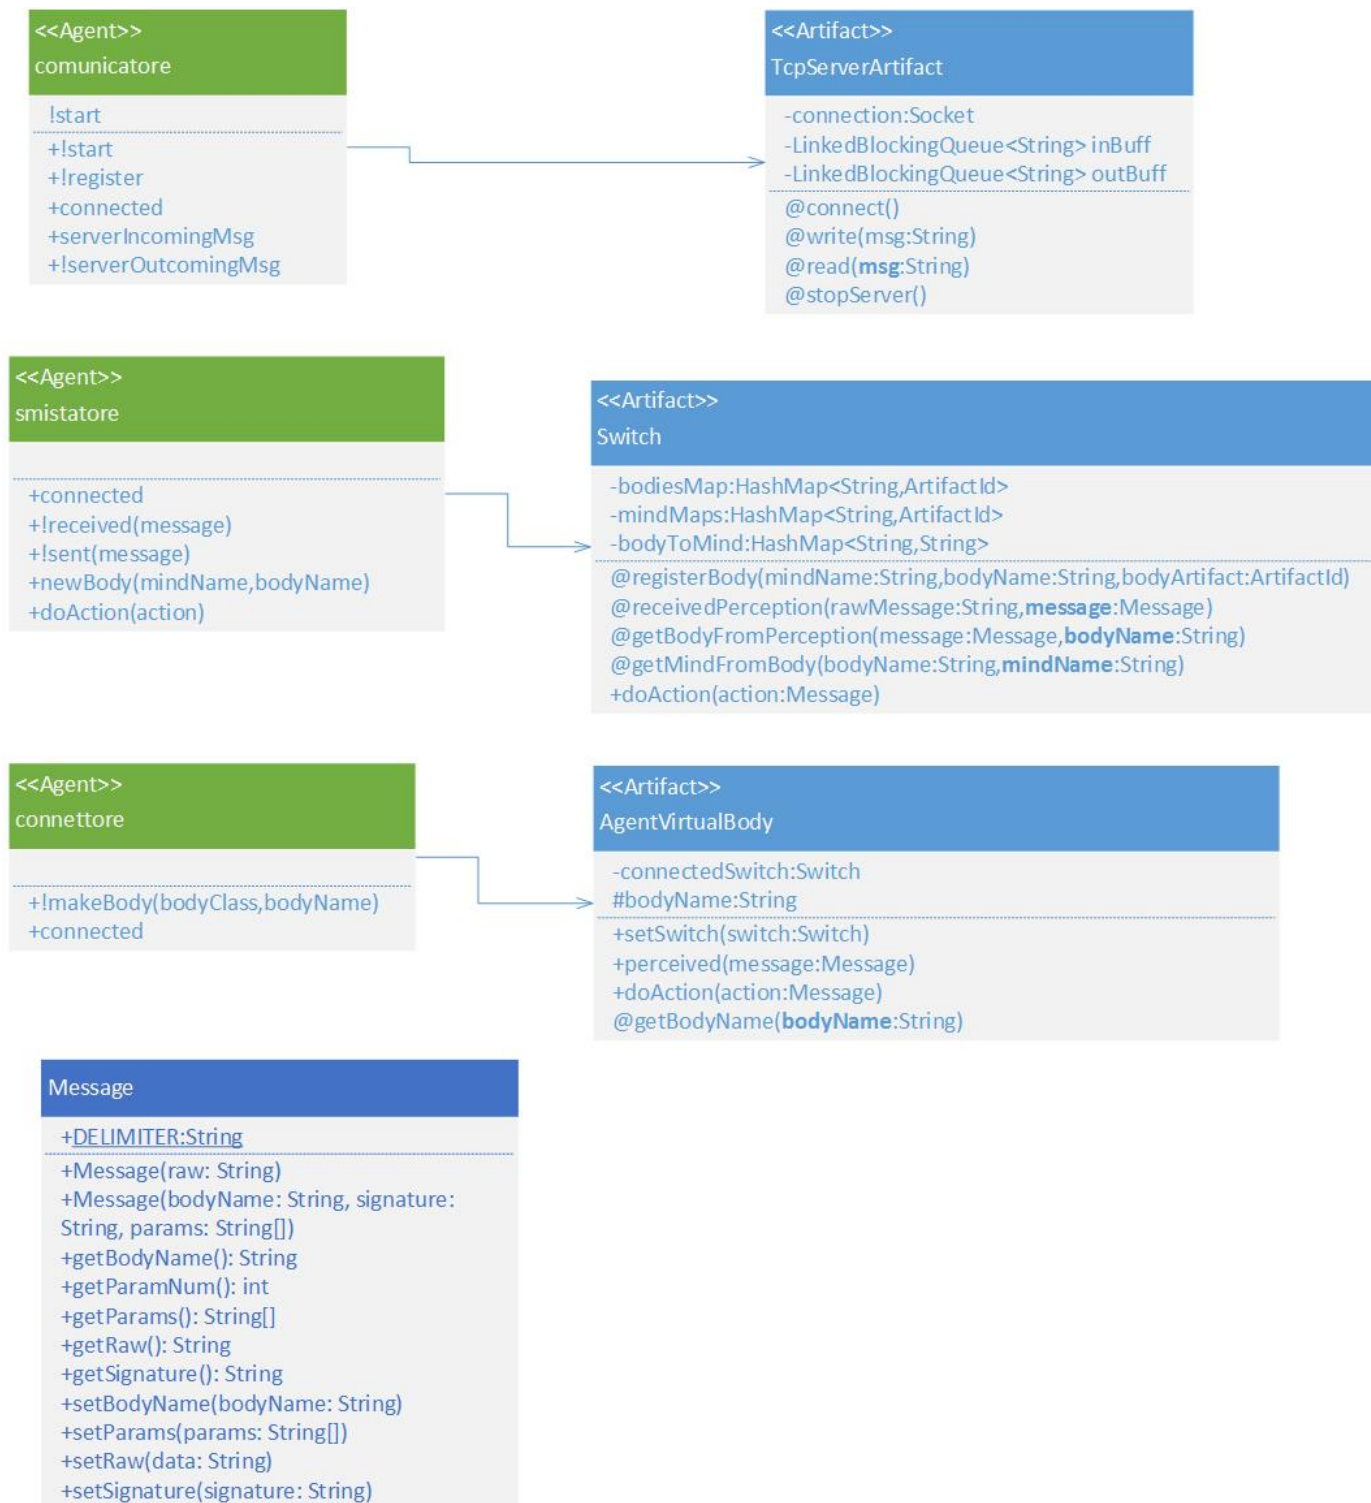 <<Agent>>
comunicatore
!start
+!start
+!register
+connected
+serverIncomingMsg
+!serverOutcomingMsg
<<Artifact>>
TcpServerArtifact
-connection:Socket
-LinkedBlockingQueue<String> inBuff
-LinkedBlockingQueue<String> outBuff
@connect()
@write(msg:String)
@read(msg:String)
@stopServer()
<<Agent>>
smistatore
+connected
+!received(message)
+!sent(message)
+newBody(mindName,bodyName)
+doAction(action)
<<Artifact>>
Switch
-bodiesMap:HashMap<String,ArtifactId>
-mindMaps:HashMap<String,ArtifactId>
-bodyToMind:HashMap<String,String>
@registerBody(mindName:String,bodyName:String,bodyArtifact:ArtifactId)
@receivedPerception(rawMessage:String,message:Message)
@getBodyFromPerception(message:Message,bodyName:String)
@getMindFromBody(bodyName:String,mindName:String)
+doAction(action:Message)
<<Agent>>
connettore
+!makeBody(bodyClass,bodyName)
+connected
<<Artifact>>
AgentVirtualBody
-connectedSwitch:Switch
#bodyName:String
+setSwitch(switch:Switch)
+perceived(message:Message)
+doAction(action:Message)
@getBodyName(bodyName:String)
Message
+DELIMITER:String
+Message(raw: String)
+Message(bodyName: String, signature:
String, params: String[])
+getBodyName(): String
+getParamNum(): int
+getParams(): String[]
+getRaw(): String
+getSignature(): String
+setBodyName(bodyName: String)
+setParams(params: String[])
+setRaw(data: String)
+setSignature(signature: String)